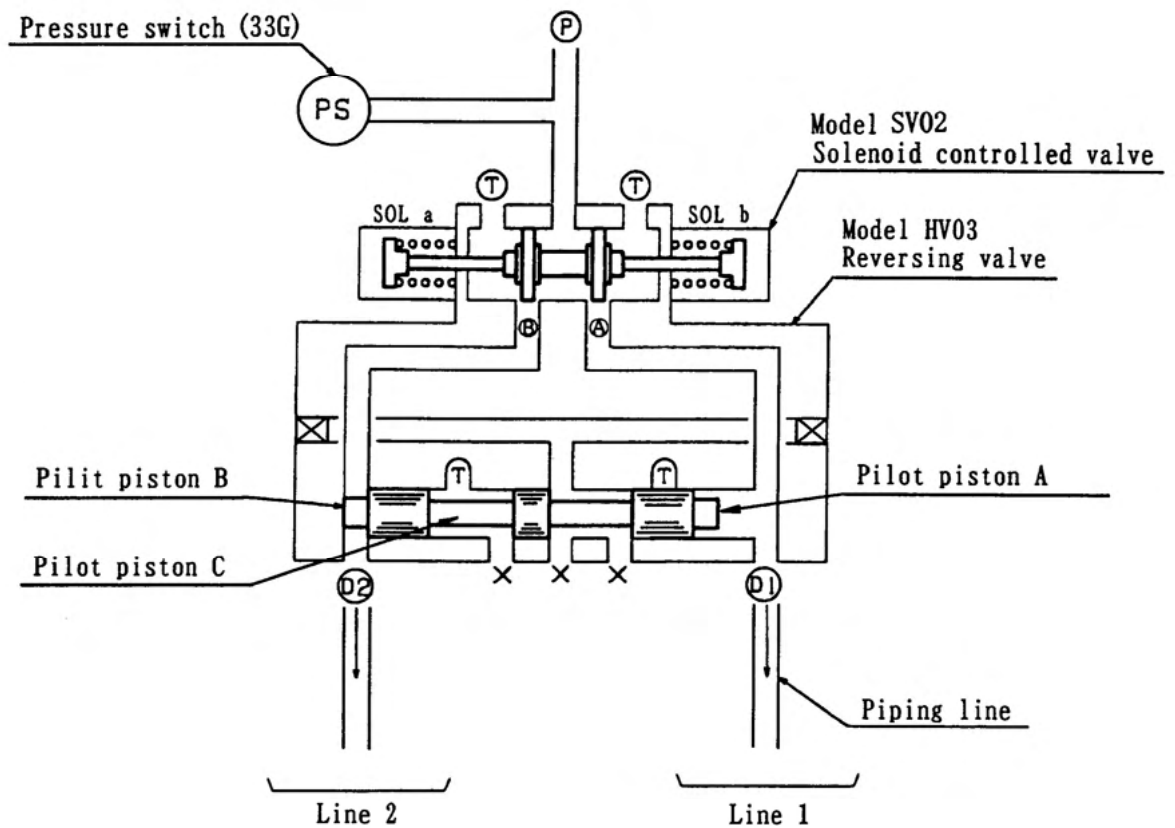 Pressure switch (33G)
P
PS
Model SV02
Solenoid controlled valve
T
T
SOL a
SOL b
Model HV03
Reversing valve
B
A
T
T
Pilit piston B
Pilot piston A
Pilot piston C
D2
D1
Piping line
Line 2
Line 1